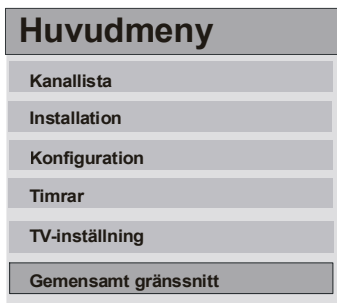 Huvudmeny
Kanallista
Installation
Konfiguration
Timrar
TV-inställning
Gemensamt gränssnitt